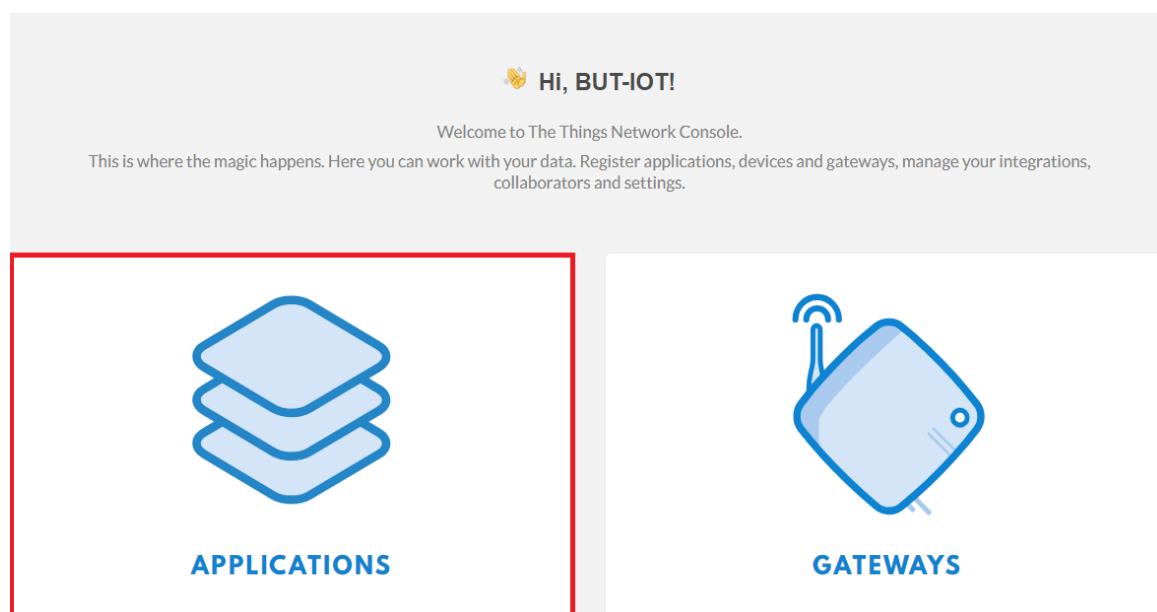 👋 Hi, BUT-IOT!
Welcome to The Things Network Console.
This is where the magic happens. Here you can work with your data. Register applications, devices and gateways, manage your integrations,
collaborators and settings.
APPLICATIONS
GATEWAYS